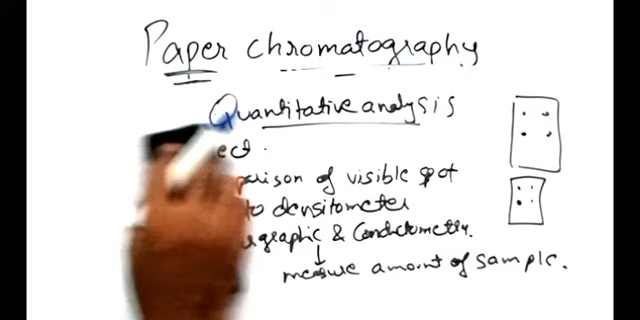 Paper chromatography
Quantitative analysis
ect.
parison of visible spot
to densitometer
graphic & Conductometry.
measure amount of sample.